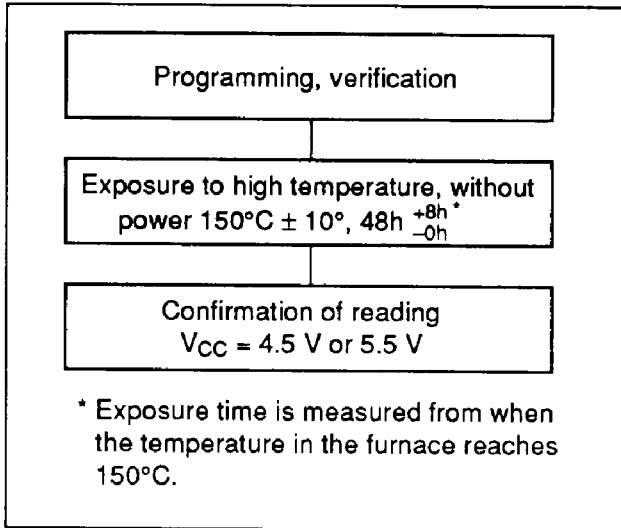 Programming, verification
Exposure to high temperature, without
power 150°C ± 10°, 48h +8h *
–0h
Confirmation of reading
VCC = 4.5 V or 5.5 V
* Exposure time is measured from when
the temperature in the furnace reaches
150°C.